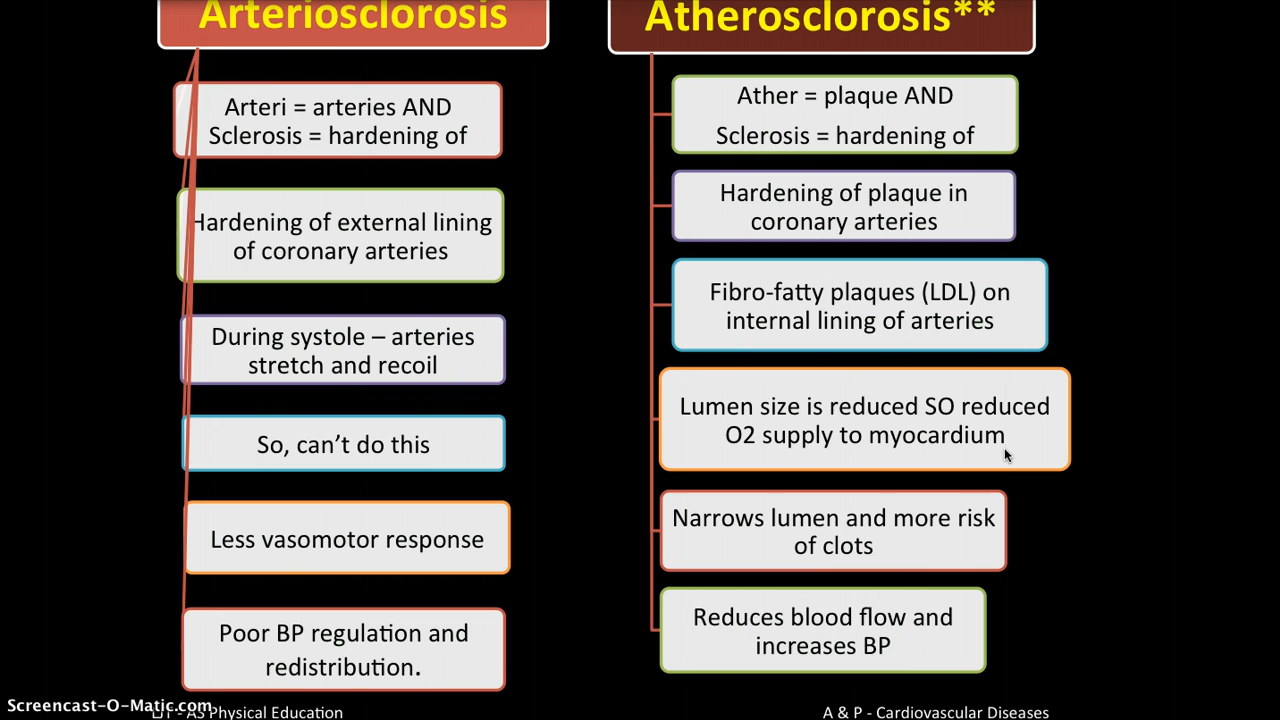 Arteriosclorosis
Arteri = arteries AND
Sclerosis = hardening of
Hardening of external lining
of coronary arteries
During systole – arteries
stretch and recoil
So, can’t do this
Less vasomotor response
Poor BP regulation and
redistribution.
Atherosclorosis**
Ather = plaque AND
Sclerosis = hardening of
Hardening of plaque in
coronary arteries
Fibro-fatty plaques (LDL) on
internal lining of arteries
Lumen size is reduced SO reduced
O2 supply to myocardium
Narrows lumen and more risk
of clots
Reduces blood flow and
increases BP
Screencast-O-Matic.com
- AS Physical Education
A & P - Cardiovascular Diseases